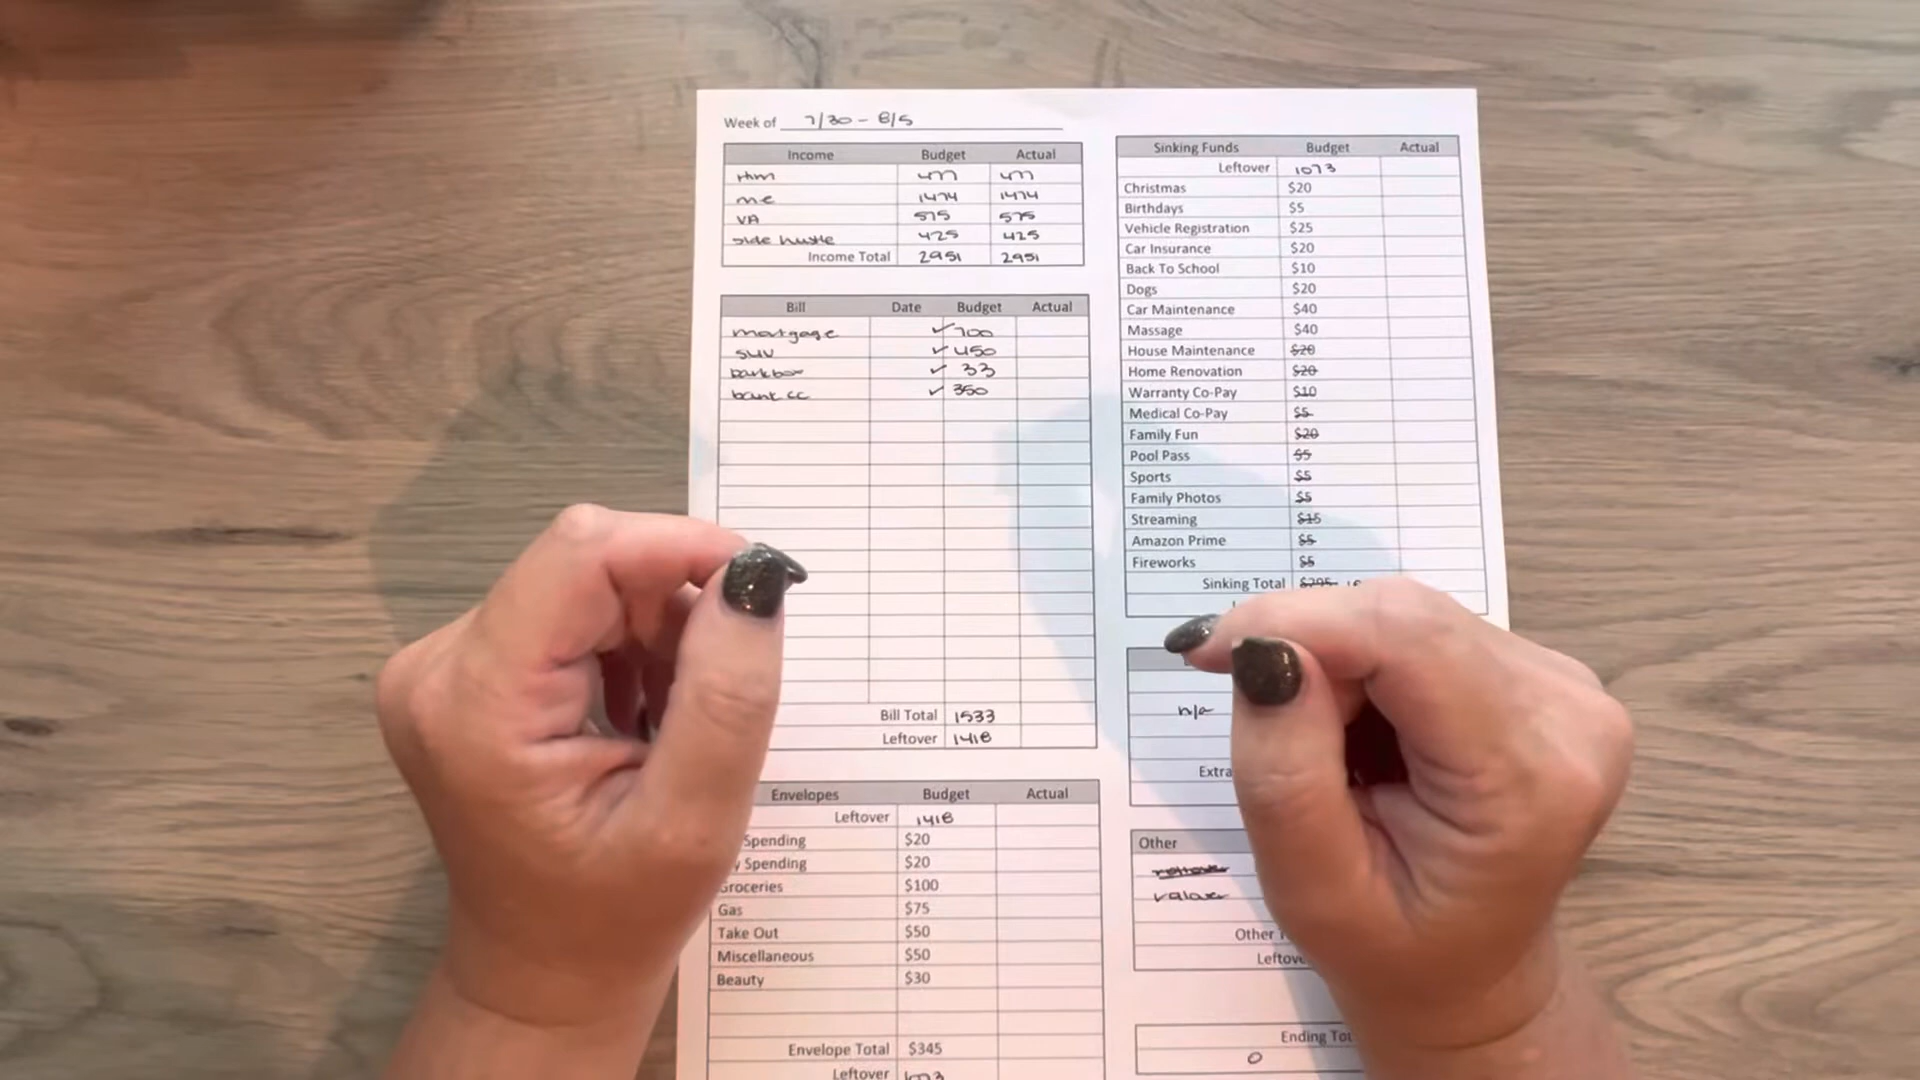 Week of 7/30 - 8/5
Income Budget Actual
Him 477 477
me 1474 1474
VA 575 575
side hustle 425 425
Income Total 2951 2951
Bill Date Budget Actual
mortgage ✓ 700
SUV ✓ 450
barkbox ✓ 33
bank cc ✓ 350
Bill Total 1533
Leftover 1418
Envelopes Budget Actual
Leftover 1418
Spending $20
Spending $20
Groceries $100
Gas $75
Take Out $50
Miscellaneous $50
Beauty $30
Envelope Total $345
Leftover 1073
Sinking Funds Budget Actual
Leftover 1073
Christmas $20
Birthdays $5
Vehicle Registration $25
Car Insurance $20
Back To School $10
Dogs $20
Car Maintenance $40
Massage $40
House Maintenance $20
Home Renovation $20
Warranty Co-Pay $10
Medical Co-Pay $5
Family Fun $20
Pool Pass $5
Sports $5
Family Photos $5
Streaming $15
Amazon Prime $5
Fireworks $5
Sinking Total $295
n/a
Extra
Other
Other
Ending
0